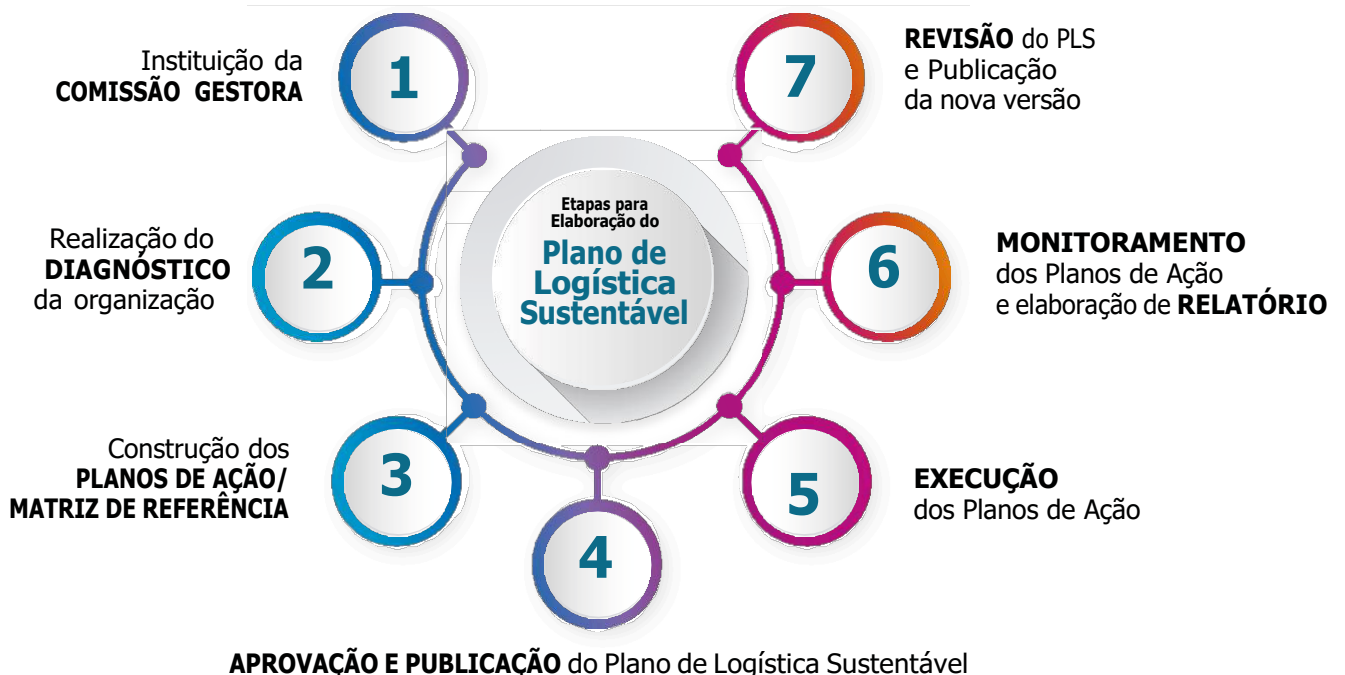 Etapas para
Elaboração do
Plano de
Logística
Sustentável
1
Instituição da
COMISSÃO GESTORA
2
Realização do
DIAGNÓSTICO
da organização
3
Construção dos
PLANOS DE AÇÃO/
MATRIZ DE REFERÊNCIA
4
APROVAÇÃO E PUBLICAÇÃO do Plano de Logística Sustentável
5
EXECUÇÃO
dos Planos de Ação
6
MONITORAMENTO
dos Planos de Ação
e elaboração de RELATÓRIO
7
REVISÃO do PLS
e Publicação
da nova versão